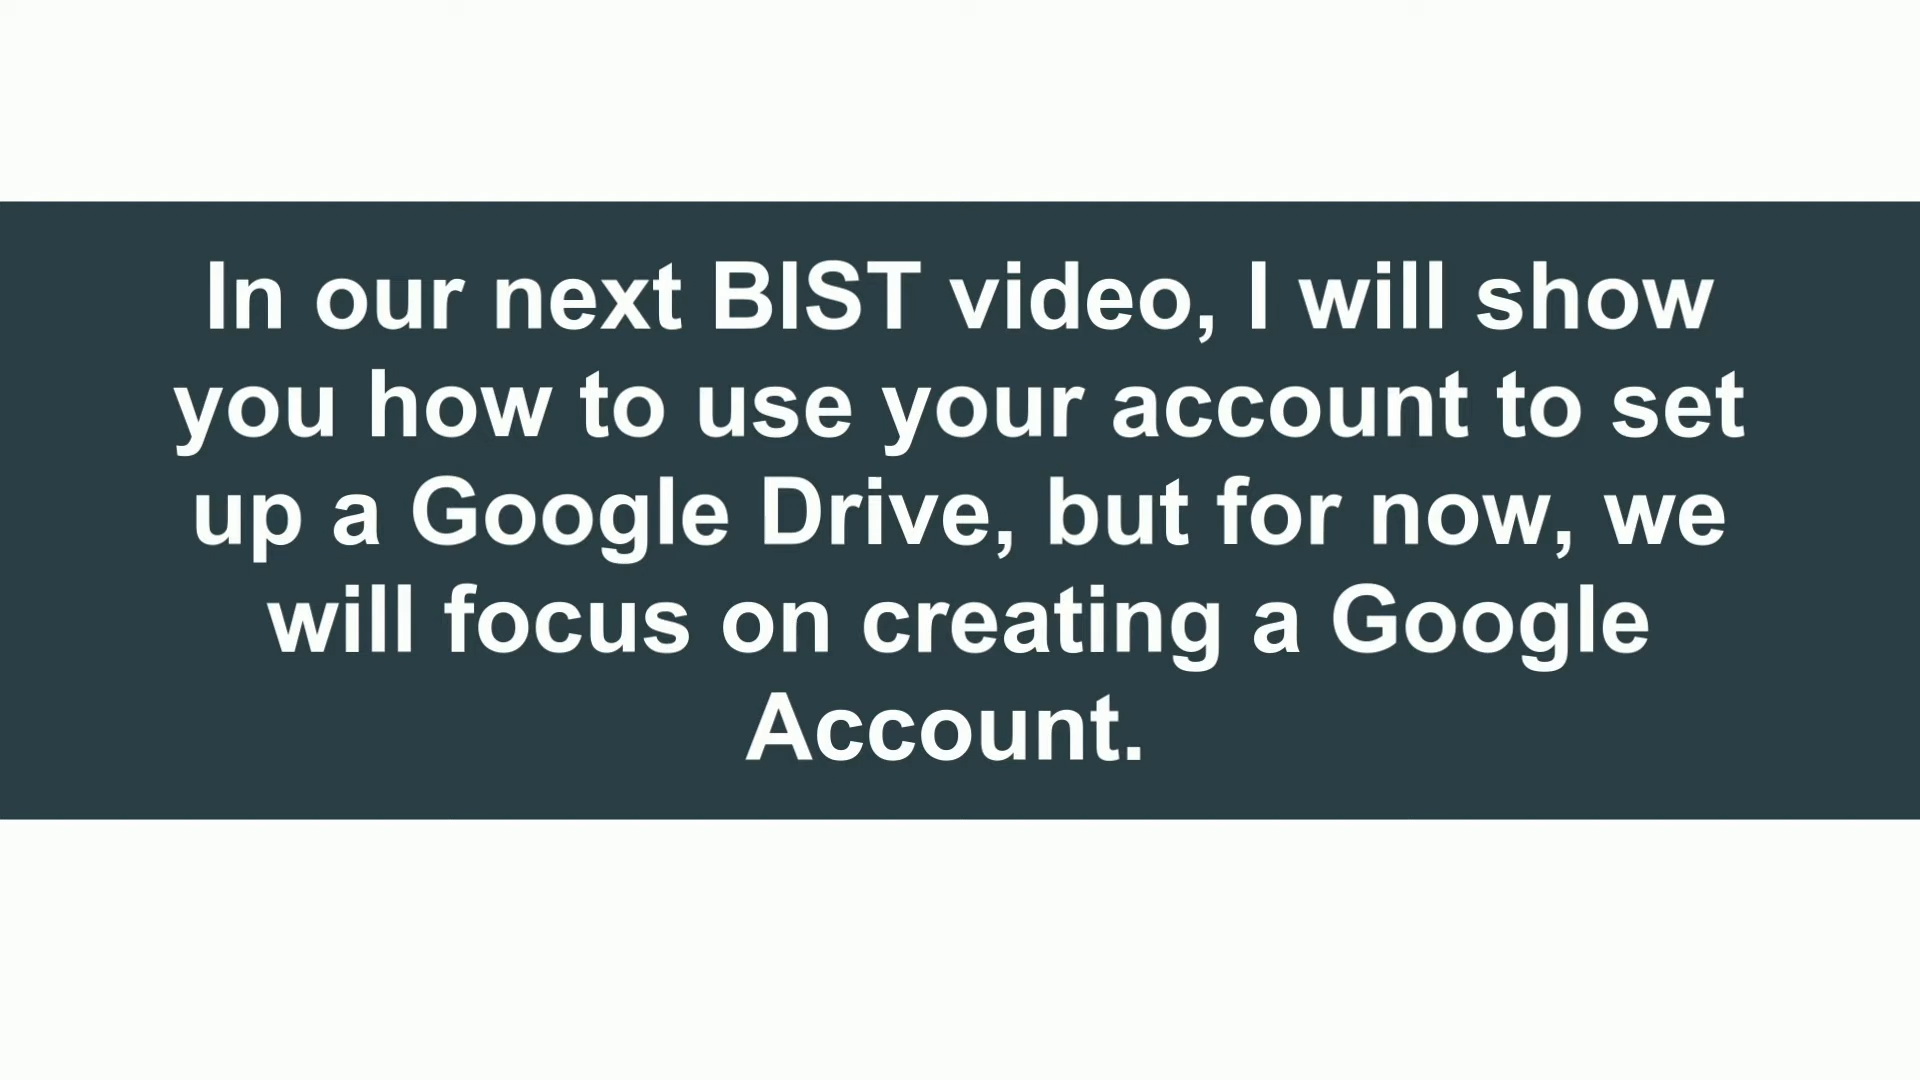 In our next BIST video, I will show
you how to use your account to set
up a Google Drive, but for now, we
will focus on creating a Google
Account.